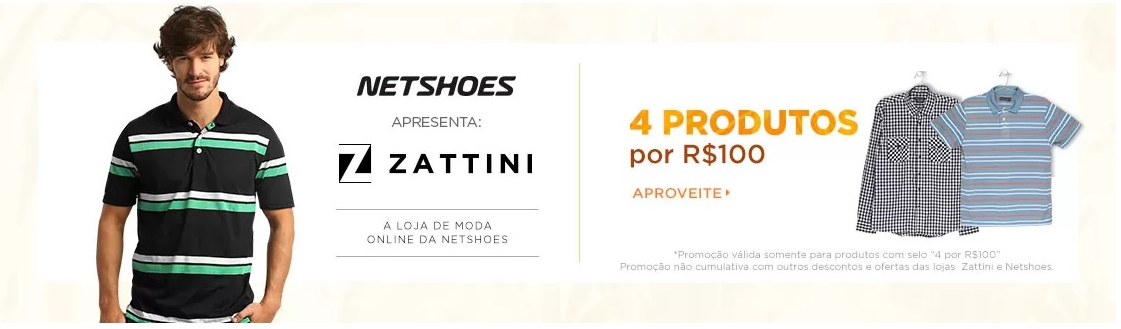 NETSHOES
APRESENTA:
ZATTINI
A LOJA DE MODA
ONLINE DA NETSHOES
4 PRODUTOS
por R$100
APROVEITE
*Promoção válida somente para produtos com selo "4 por R$100"
Promoção não cumulativa com outros descontos e ofertas das lojas Zattini e Netshoes.